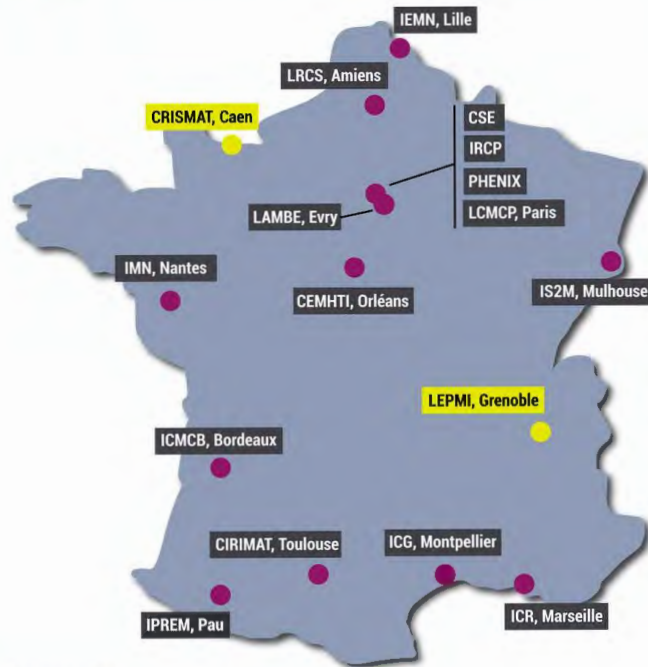 IEMN, Lille
LRCS, Amiens
CRISMAT, Caen
CSE
IRCP
PHENIX
LCMCP, Paris
LAMBE, Evry
IMN, Nantes
CEMHTI, Orléans
IS2M, Mulhouse
LEPMI, Grenoble
ICMCB, Bordeaux
CIRIMAT, Toulouse
ICG, Montpellier
IPREM, Pau
ICR, Marseille